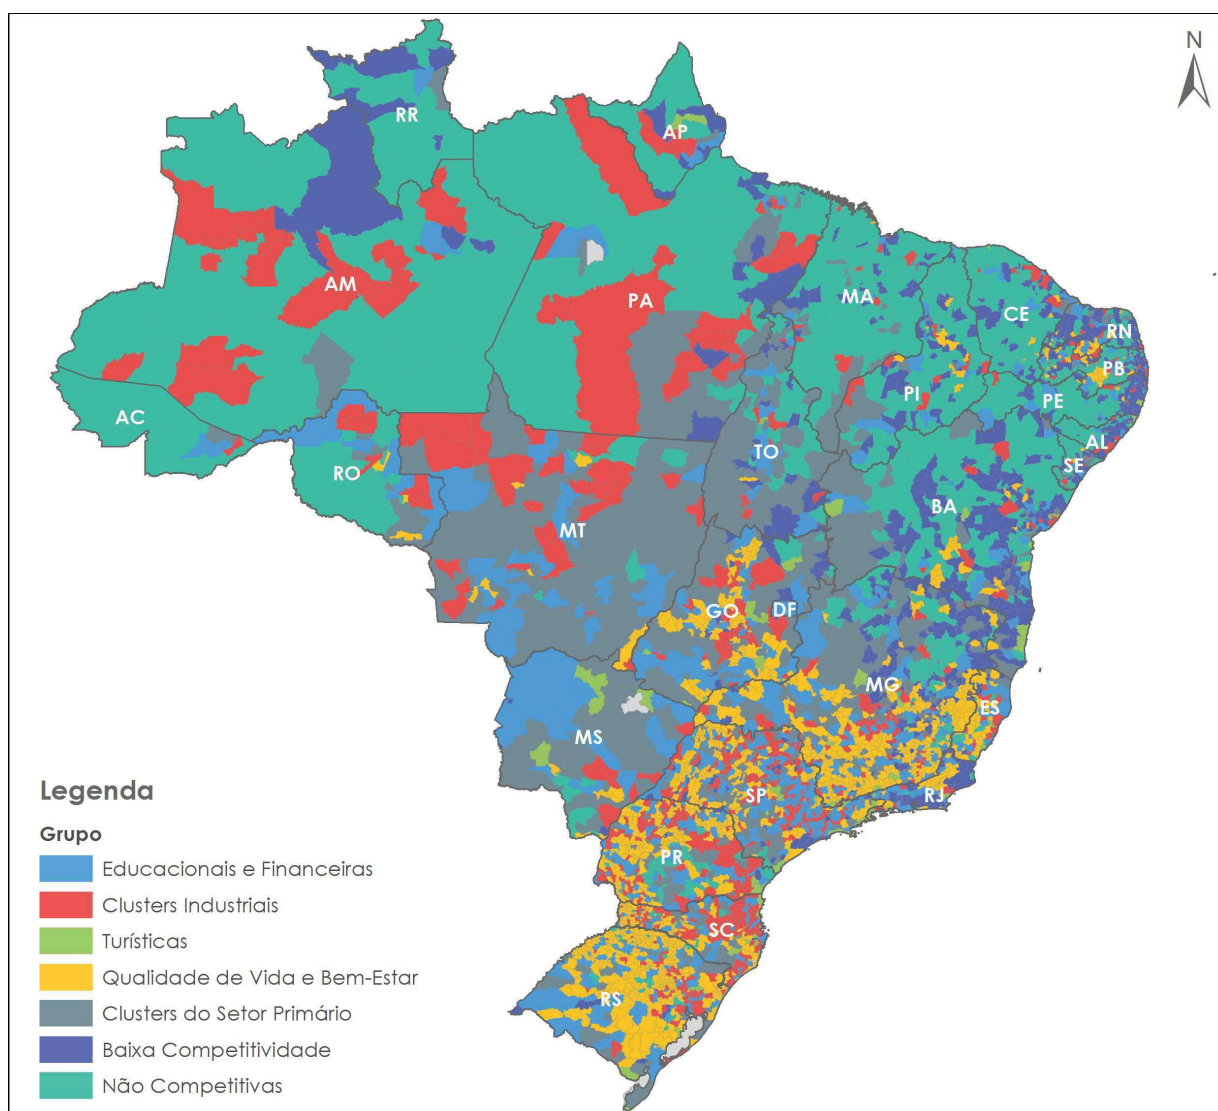 N
RR
AP
AM
PA
MA
CE
RN
PB
PI
PE
AC
AL
TO
SE
RO
BA
MT
GO
DF
MG
ES
MS
SP
RJ
PR
SC
RS
Legenda
Grupo
Educacionais e Financeiras
Clusters Industriais
Turísticas
Qualidade de Vida e Bem-Estar
Clusters do Setor Primário
Baixa Competitividade
Não Competitivas